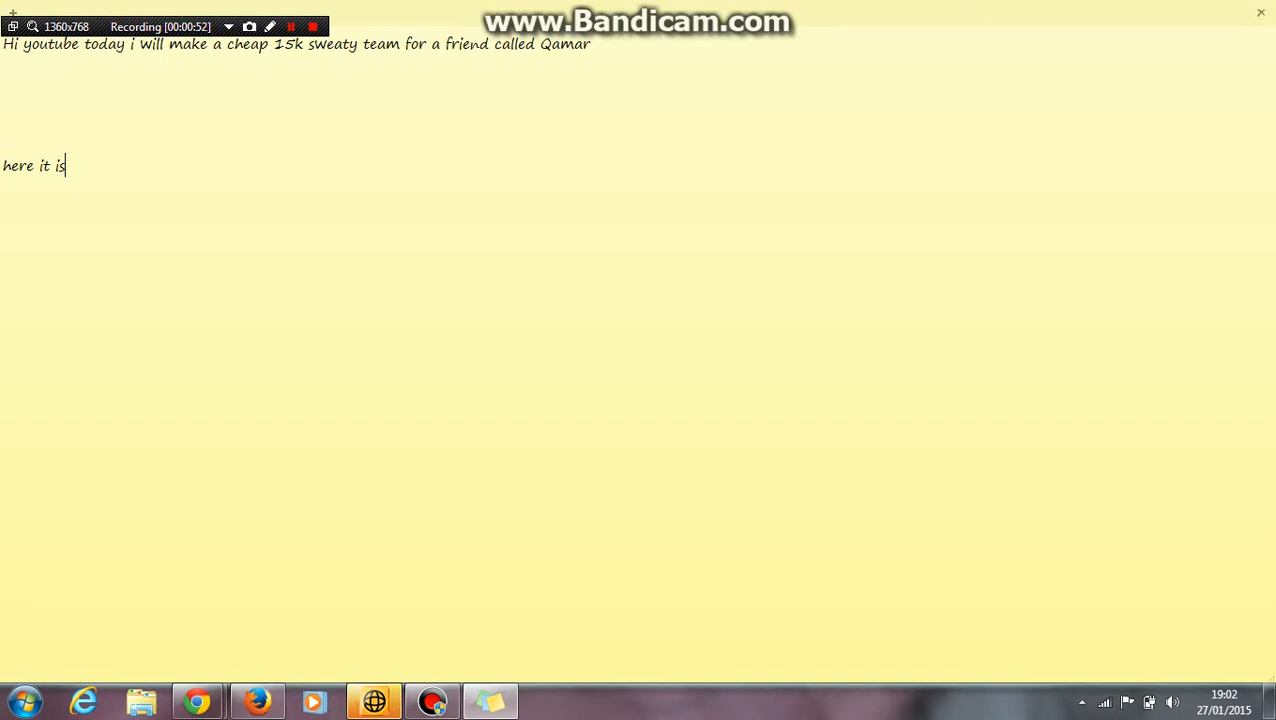 www.Bandicam.com
1360x768 Recording [00:00:52]
Hi youtube today i will make a cheap 15k sweaty team for a friend called Qamar
here it is
19:02
27/01/2015